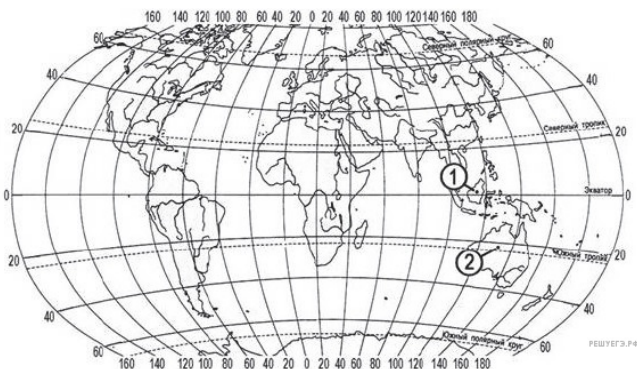 160 140 120 100 80 60 40 20 0 20 40 60 80 100 120 140 160 180
60 Северный полярный круг 60
40 40
20 Северный тропик 20
1
0 Экватор 0
20 Южный тропик 20
2
40 40
60 Южный полярный круг 60
160 140 120 100 80 60 40 20 0 20 40 60 80 100 120 140 160 180
РЕШУЕГЭ.РФ